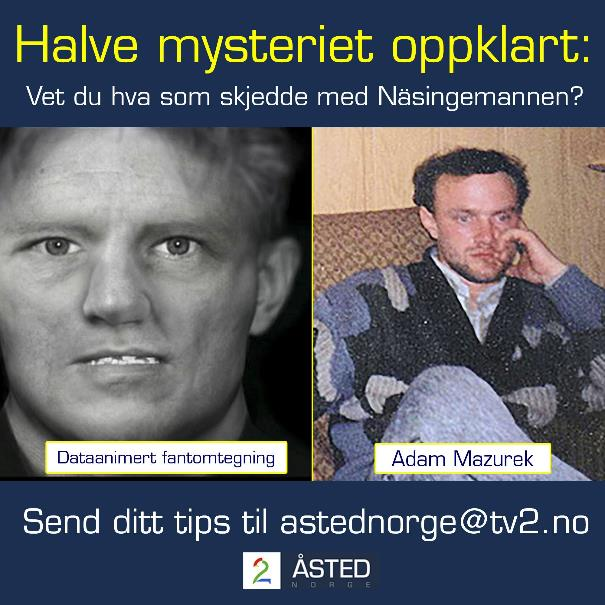 Halve mysteriet oppklart:
Vet du hva som skjedde med Näsingemannen?
Dataanimert fantomtegning
Adam Mazurek
Send ditt tips til astednorge@tv2.no
2 ÅSTED
NORGE